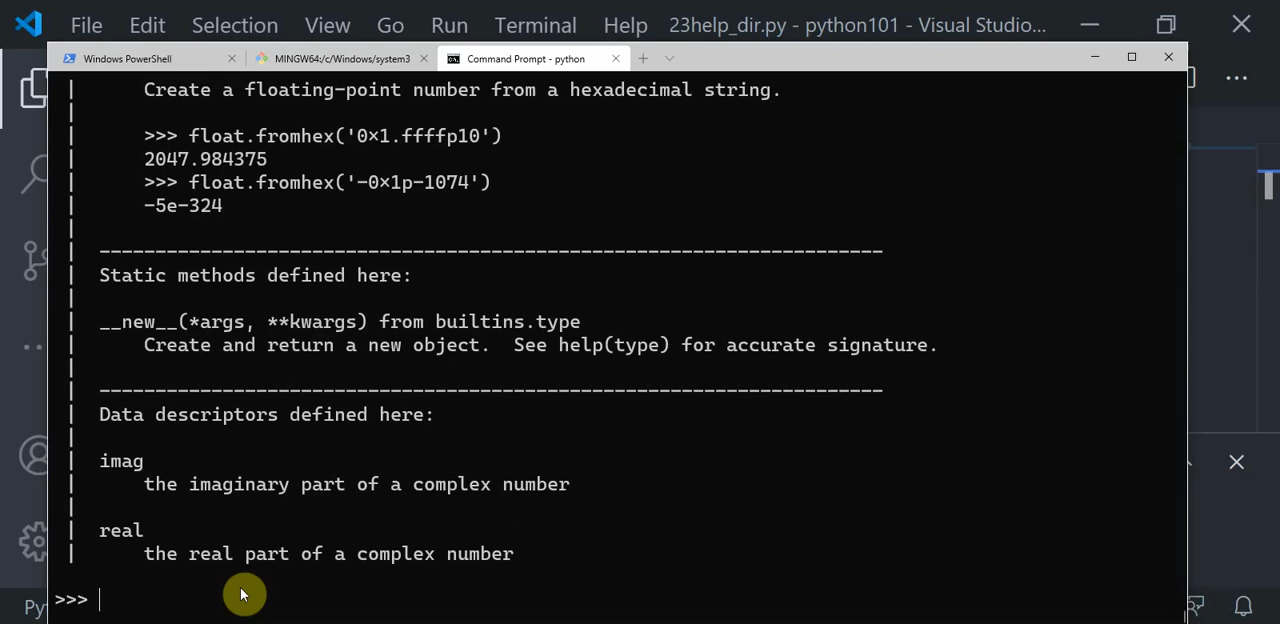 File Edit Selection View Go Run Terminal Help 23help_dir.py - python101 - Visual Studio...
Windows PowerShell MINGW64:/c/Windows/system3 Command Prompt - python
| Create a floating-point number from a hexadecimal string.
|
| >>> float.fromhex('0x1.ffffp10')
| 2047.984375
| >>> float.fromhex('-0x1p-1074')
| -5e-324
|
| ----------------------------------------------------------------------
| Static methods defined here:
|
| __new__(*args, **kwargs) from builtins.type
| Create and return a new object.  See help(type) for accurate signature.
|
| ----------------------------------------------------------------------
| Data descriptors defined here:
|
| imag
| the imaginary part of a complex number
|
| real
| the real part of a complex number
>>>
Py